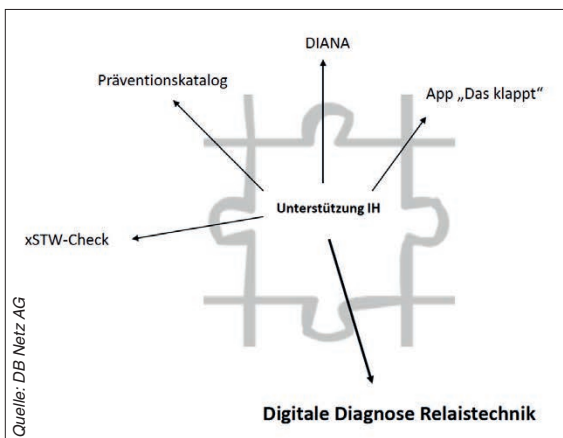 DIANA
Präventionskatalog
App „Das klappt“
Unterstützung IH
xSTW-Check
Digitale Diagnose Relaistechnik
Quelle: DB Netz AG